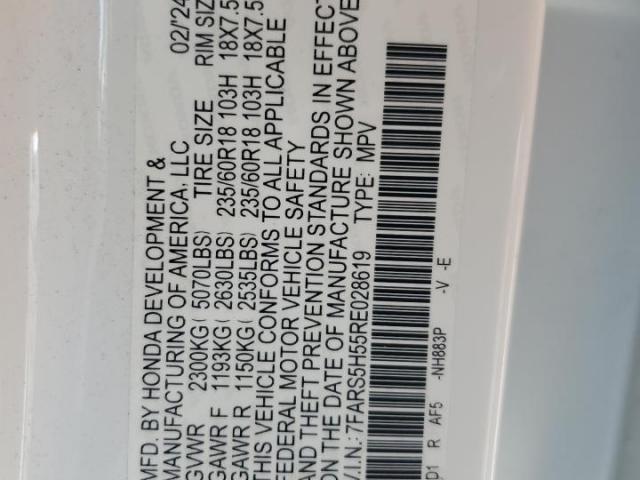 MFD. BY HONDA DEVELOPMENT & 02/'24
MANUFACTURING OF AMERICA, LLC
GVWR 2300KG( 5070LBS) TIRE SIZE RIM SIZE
GAWR F 1193KG( 2630LBS) 235/60R18 103H 18X7.5
GAWR R 1150KG( 2535LBS) 235/60R18 103H 18X7.5
THIS VEHICLE CONFORMS TO ALL APPLICABLE
FEDERAL MOTOR VEHICLE SAFETY
AND THEFT PREVENTION STANDARDS IN EFFECT
ON THE DATE OF MANUFACTURE SHOWN ABOVE
V.I.N.: 7FARS5H55RE028619 TYPE: MPV
D1 R AF5 -NH883P -V -E